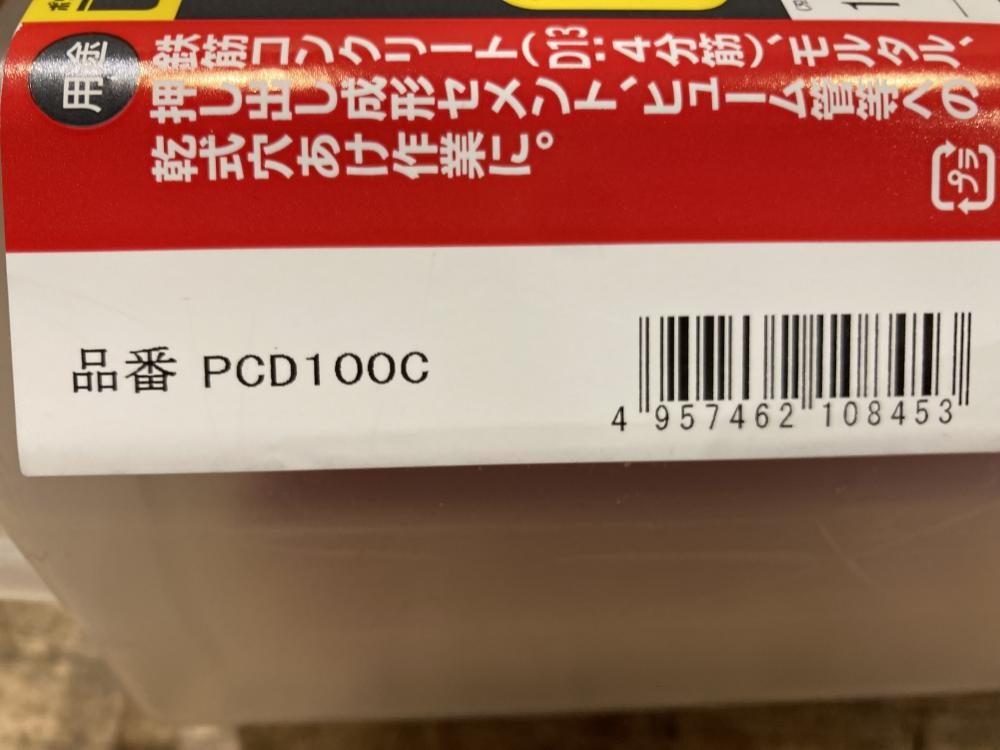 用途
鉄筋コンクリート(D13:4分筋)、モルタル、
押し出し成形セメント、ヒューム管等への
乾式穴あけ作業に。
プラ
品番 PCD100C
4 957462 108453